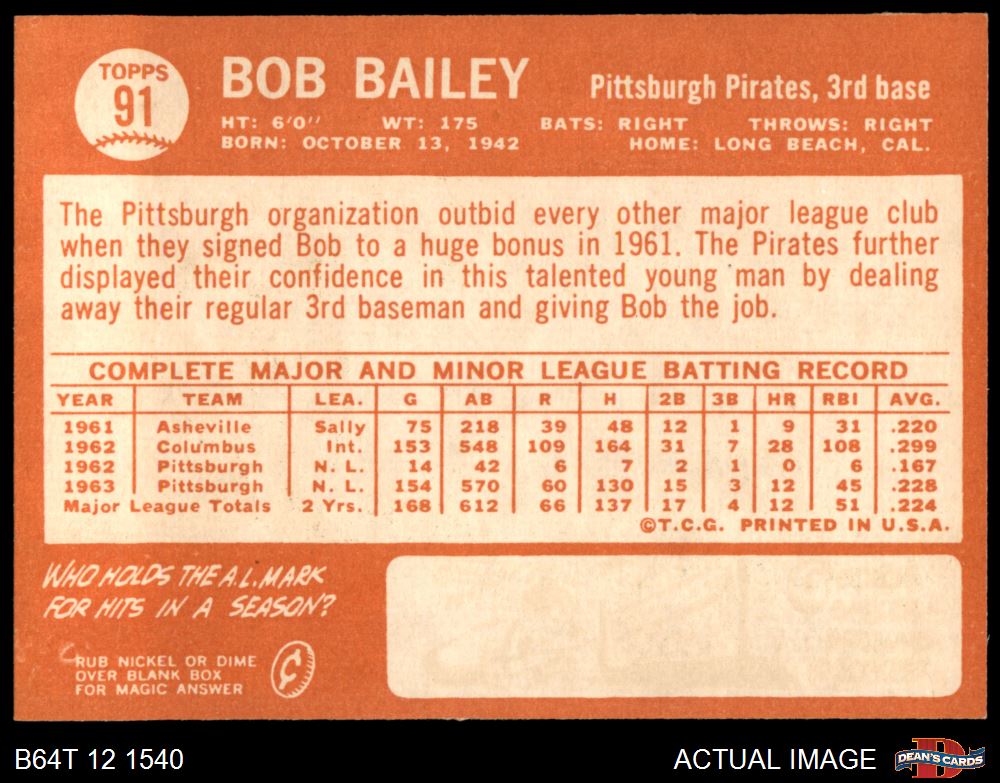 TOPPS
91
BOB BAILEY
Pittsburgh Pirates, 3rd base
HT: 6'0" WT: 175 BATS: RIGHT THROWS: RIGHT
BORN: OCTOBER 13, 1942 HOME: LONG BEACH, CAL.
The Pittsburgh organization outbid every other major league club
when they signed Bob to a huge bonus in 1961. The Pirates further
displayed their confidence in this talented young man by dealing
away their regular 3rd baseman and giving Bob the job.
COMPLETE MAJOR AND MINOR LEAGUE BATTING RECORD
YEAR TEAM LEA. G AB R H 2B 3B HR RBI AVG.
1961 Asheville Sally 75 218 39 48 12 1 9 31 .220
1962 Columbus Int. 153 548 109 164 31 7 28 108 .299
1962 Pittsburgh N. L. 14 42 6 7 2 1 0 6 .167
1963 Pittsburgh N. L. 154 570 60 130 15 3 12 45 .228
Major League Totals 2 Yrs. 168 612 66 137 17 4 12 51 .224
©T.C.G. PRINTED IN U.S.A.
WHO HOLDS THE A.L. MARK
FOR HITS IN A SEASON?
RUB NICKEL OR DIME
OVER BLANK BOX
FOR MAGIC ANSWER
¢
B64T 12 1540
ACTUAL IMAGE
D
DEAN'S CARDS